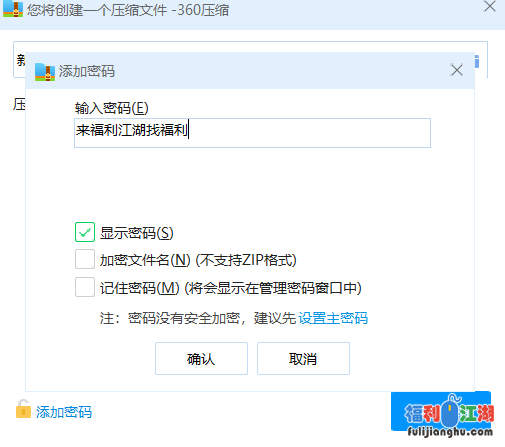 您将创建一个压缩文件 -360压缩
添加密码
输入密码(E)
来福利江湖找福利
显示密码(S)
加密文件名(N) (不支持ZIP格式)
记住密码(M) (将会显示在管理密码窗口中)
注：密码没有安全加密，建议先 设置主密码
确认
取消
添加密码
福利江湖
fulijianghu.com